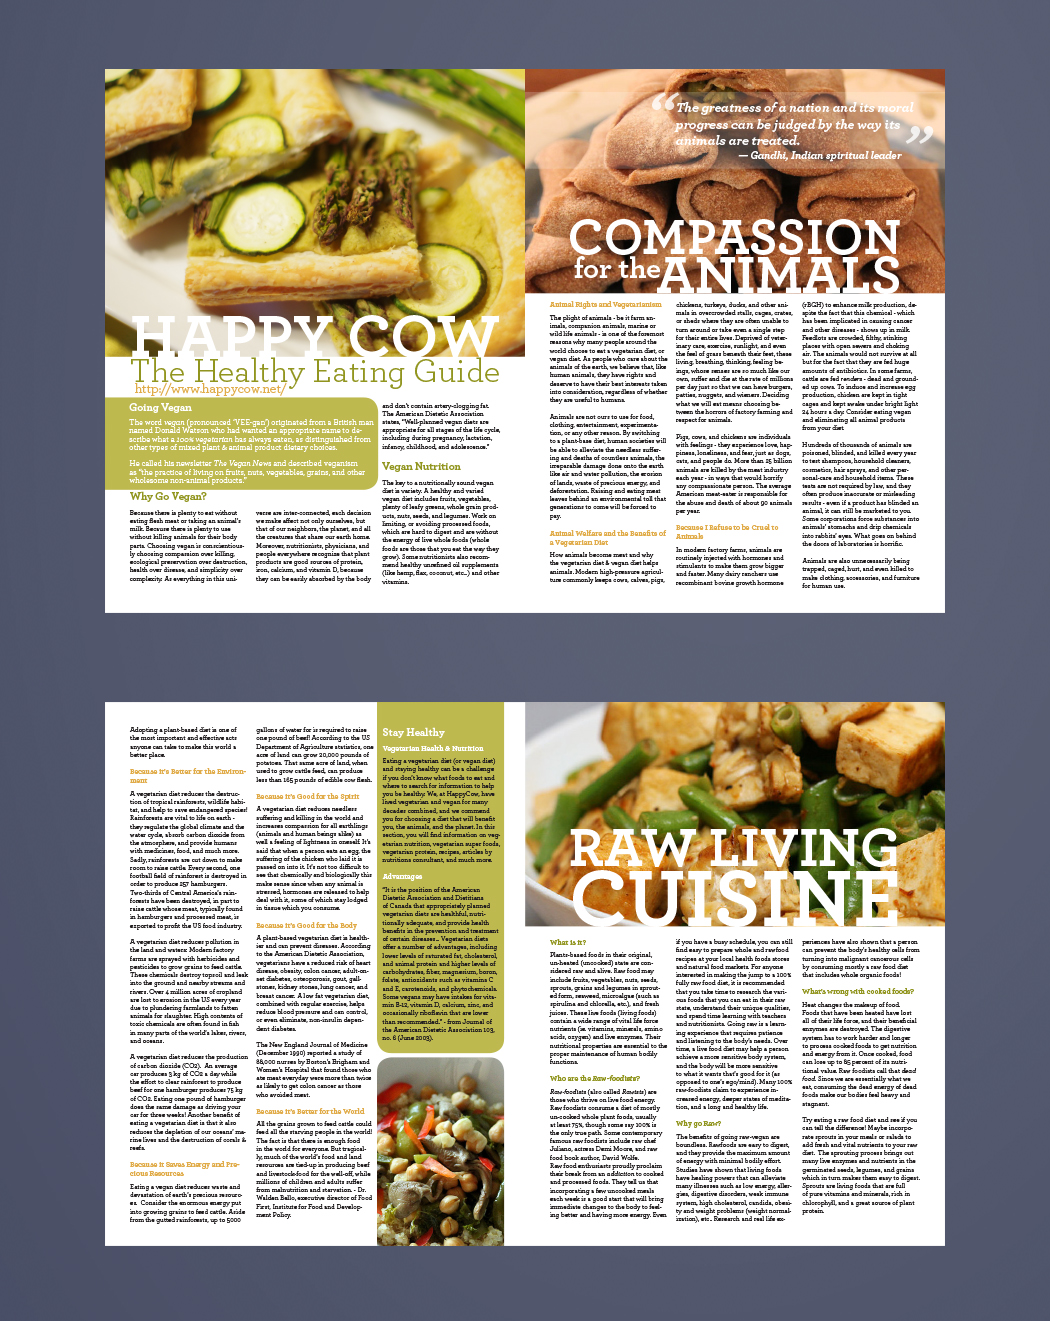 HAPPY COW
The Healthy Eating Guide
http://www.happycow.net/
Going Vegan
The word vegan (pronounced "VEE-gan") originated from a British man
named Donald Watson who had wanted an appropriate name to de-
scribe what a 100% vegetarian has always eaten, as distinguished from
other types of mixed plant & animal product dietary choices.
He called his newsletter The Vegan News and described veganism
as "the practice of living on fruits, nuts, vegetables, grains, and other
wholesome non-animal products."
Why Go Vegan?
Because there is plenty to eat without
eating flesh meat or taking an animal's
milk. Because there is plenty to use
without killing animals for their body
parts. Choosing vegan is conscientious-
ly choosing compassion over killing,
ecological preservation over destruction,
health over disease, and simplicity over
complexity. As everything in this uni-
verse are inter-connected, each decision
we make affect not only ourselves, but
that of our neighbors, the planet, and all
the creatures that share our earth home.
Moreover, nutritionists, physicians, and
people everywhere recognize that plant
products are good sources of protein,
iron, calcium, and vitamin D, because
they can be easily absorbed by the body
and don't contain artery-clogging fat.
The American Dietetic Association
states, "Well-planned vegan diets are
appropriate for all stages of the life cycle,
including during pregnancy, lactation,
infancy, childhood, and adolescence."
Vegan Nutrition
The key to a nutritionally sound vegan
diet is variety. A healthy and varied
vegan diet includes fruits, vegetables,
plenty of leafy greens, whole grain prod-
ucts, nuts, seeds, and legumes. Work on
limiting, or avoiding processed foods,
which are hard to digest and are without
the energy of live whole foods (whole
foods are those that you eat the way they
grow). Some nutritionists also recom-
mend healthy unrefined oil supplements
(like hemp, flax, coconut, etc..) and other
vitamins.
“The greatness of a nation and its moral
progress can be judged by the way its
animals are treated.”
— Gandhi, Indian spiritual leader
COMPASSION
for the ANIMALS
Animal Rights and Vegetarianism
The plight of animals - be it farm an-
imals, companion animals, marine or
wild life animals - is one of the foremost
reasons why many people around the
world choose to eat a vegetarian diet, or
vegan diet. As people who care about the
animals of the earth, we believe that, like
human animals, they have rights and
deserve to have their best interests taken
into consideration, regardless of whether
they are useful to humans.
Animals are not ours to use for food,
clothing, entertainment, experimenta-
tion, or any other reason. By switching
to a plant-base diet, human societies will
be able to alleviate the needless suffer-
ing and deaths of countless animals, the
irreparable damage done onto the earth
like air and water pollution, the erosion
of lands, waste of precious energy, and
deforestation. Raising and eating meat
leaves behind an environmental toll that
generations to come will be forced to
pay.
Animal Welfare and the Benefits of
a Vegetarian Diet
How animals become meat and why
the vegetarian diet & vegan diet helps
animals. Modern high-pressure agricul-
ture commonly keeps cows, calves, pigs,
chickens, turkeys, ducks, and other ani-
mals in overcrowded stalls, cages, crates,
or sheds where they are often unable to
turn around or take even a single step
for their entire lives. Deprived of veter-
inary care, exercise, sunlight, and even
the feel of grass beneath their feet, these
living, breathing, thinking, feeling be-
ings, whose senses are so much like our
own, suffer and die at the rate of millions
per day just so that we can have burgers,
patties, nuggets, and wieners. Deciding
what we will eat means choosing be-
tween the horrors of factory farming and
respect for animals.
Pigs, cows, and chickens are individuals
with feelings - they experience love, hap-
piness, loneliness, and fear, just as dogs,
cats, and people do. More than 25 billion
animals are killed by the meat industry
each year - in ways that would horrify
any compassionate person. The average
American meat-eater is responsible for
the abuse and death of about 90 animals
per year.
Because I Refuse to be Cruel to
Animals
In modern factory farms, animals are
routinely injected with hormones and
stimulants to make them grow bigger
and faster. Many dairy ranchers use
recombinant bovine growth hormone
(rBGH) to enhance milk production, de-
spite the fact that this chemical - which
has been implicated in causing cancer
and other diseases - shows up in milk.
Feedlots are crowded, filthy, stinking
places with open sewers and choking
air. The animals would not survive at all
but for the fact that they are fed huge
amounts of antibiotics. In some farms,
cattle are fed renders - dead and ground-
ed up cows. To induce and increase egg
production, chicken are kept in tight
cages and kept awake under bright light
24 hours a day. Consider eating vegan
and eliminating all animal products
from your diet.
Hundreds of thousands of animals are
poisoned, blinded, and killed every year
to test shampoos, household cleaners,
cosmetics, hair sprays, and other per-
sonal-care and household items. These
tests are not required by law, and they
often produce inaccurate or misleading
results - even if a product has blinded an
animal, it can still be marketed to you.
Some corporations force substances into
animals' stomachs and drip chemicals
into rabbits' eyes. What goes on behind
the doors of laboratories is horrific.
Animals are also unnecessarily being
trapped, caged, hurt, and even killed to
make clothing, accessories, and furniture
for human use.
Adopting a plant-based diet is one of
the most important and effective acts
anyone can take to make this world a
better place.
Because it's Better for the Environ-
ment
A vegetarian diet reduces the destruc-
tion of tropical rainforests, wildlife habi-
tat, and help to save endangered species!
Rainforests are vital to life on earth -
they regulate the global climate and the
water cycle, absorb carbon dioxide from
the atmosphere, and provide humans
with medicines, food, and much more.
Sadly, rainforests are cut down to make
room to raise cattle! Every second, one
football field of rainforest is destroyed in
order to produce 257 hamburgers.
Two-thirds of Central America's rain-
forests have been destroyed, in part to
raise cattle whose meat, typically found
in hamburgers and processed meat, is
exported to profit the US food industry.
A vegetarian diet reduces pollution in
the land and waters: Modern factory
farms are sprayed with herbicides and
pesticides to grow grains to feed cattle.
These chemicals destroy topsoil and leak
into the ground and nearby streams and
rivers. Over 4 million acres of cropland
are lost to erosion in the US every year
due to plundering farmlands to fatten
animals for slaughter. High contents of
toxic chemicals are often found in fish
in many parts of the world's lakes, rivers,
and oceans.
A vegetarian diet reduces the production
of carbon dioxide (CO2). An average
car produces 3 kg of CO2 a day while
the effort to clear rainforest to produce
beef for one hamburger produces 75 kg
of CO2. Eating one pound of hamburger
does the same damage as driving your
car for three weeks! Another benefit of
eating a vegetarian diet is that it also
reduces the depletion of our oceans' ma-
rine lives and the destruction of corals &
reefs.
Because it Saves Energy and Pre-
cious Resources
Eating a vegan diet reduces waste and
devastation of earth's precious resourc-
es. Consider the enormous energy put
into growing grains to feed cattle. Aside
from the gutted rainforests, up to 5000
gallons of water for is required to raise
one pound of beef! According to the US
Department of Agriculture statistics, one
acre of land can grow 20,000 pounds of
potatoes. That same acre of land, when
used to grow cattle feed, can produce
less than 165 pounds of edible cow flesh.
Because It's Good for the Spirit
A vegetarian diet reduces needless
suffering and killing in the world and
increases compassion for all earthlings
(animals and human beings alike) as
well a feeling of lightness in oneself. It's
said that when a person eats an egg, the
suffering of the chicken who laid it is
passed on into it. It's not too difficult to
see that chemically and biologically this
make sense since when any animal is
stressed, hormones are released to help
deal with it, some of which stay lodged
in tissue which you consume.
Because it's Good for the Body
A plant-based vegetarian diet is health-
ier and can prevent diseases. According
to the American Dietetic Association,
vegetarians have a reduced risk of heart
disease, obesity, colon cancer, adult-on-
set diabetes, osteoporosis, gout, gall-
stones, kidney stones, lung cancer, and
breast cancer. A low fat vegetarian diet,
combined with regular exercise, helps
reduce blood pressure and can control,
or even eliminate, non-insulin depen-
dent diabetes.
The New England Journal of Medicine
(December 1990) reported a study of
88,000 nurses by Boston's Brigham and
Women's Hospital that found those who
ate meat everyday were more than twice
as likely to get colon cancer as those
who avoided meat.
Because it's Better for the World
All the grains grown to feed cattle could
feed all the starving people in the world!
The fact is that there is enough food
in the world for everyone. But tragical-
ly, much of the world's food and land
resources are tied-up in producing beef
and livestock-food for the well-off, while
millions of children and adults suffer
from malnutrition and starvation. - Dr.
Walden Bello, executive director of Food
First, Institute for Food and Develop-
ment Policy.
Stay Healthy
Vegetarian Health & Nutrition
Eating a vegetarian diet (or vegan diet)
and staying healthy can be a challenge
if you don't know what foods to eat and
where to search for information to help
you be healthy. We, at HappyCow, have
lived vegetarian and vegan for many
decades combined, and we commend
you for choosing a diet that will benefit
you, the animals, and the planet. In this
section, you will find information on veg-
etarian nutrition, vegetarian super foods,
vegetarian protein, recipes, articles by
nutritions consultant, and much more.
Advantages
"It is the position of the American
Dietetic Association and Dietitians
of Canada that appropriately planned
vegetarian diets are healthful, nutri-
tionally adequate, and provide health
benefits in the prevention and treatment
of certain diseases... Vegetarian diets
offer a number of advantages, including
lower levels of saturated fat, cholesterol,
and animal protein and higher levels of
carbohydrates, fiber, magnesium, boron,
folate, antioxidants such as vitamins C
and E, carotenoids, and phytochemicals.
Some vegans may have intakes for vita-
min B-12, vitamin D, calcium, zinc, and
occasionally riboflavin that are lower
than recommended." - from Journal of
the American Dietetic Association 103,
no. 6 (June 2003).
RAW LIVING
CUISINE
What is it?
Plants-based foods in their original,
un-heated (uncooked) state are con-
sidered raw and alive. Raw food may
include fruits, vegetables, nuts, seeds,
sprouts, grains and legumes in sprout-
ed form, seaweed, microalgae (such as
spirulina and chlorella, etc.), and fresh
juices. These live foods (living foods)
contain a wide range of vital life force
nutrients (ie. vitamins, minerals, amino
acids, oxygen) and live enzymes. Their
nutritional properties are essential to the
proper maintenance of human bodily
functions.
Who are the Raw-foodists?
Raw-foodists (also called Rawists) are
those who thrive on live food energy.
Raw foodists consume a diet of mostly
un-cooked whole plant foods, usually
at least 75%, though some say 100% is
the only true path. Some contemporary
famous raw foodists include raw chef
Juliano, actress Demi Moore, and raw
food book author, David Wolfe.
Raw food enthusiasts proudly proclaim
their break from an addiction to cooked
and processed foods. They tell us that
incorporating a few uncooked meals
each week is a good start that will bring
immediate changes to the body to feel-
ing better and having more energy. Even
if you have a busy schedule, you can still
find easy to prepare whole and rawfood
recipes at your local health foods stores
and natural food markets. For anyone
interested in making the jump to a 100%
fully raw food diet, it is recommended
that you take time to research the vari-
ous foods that you can eat in their raw
state, understand their unique qualities,
and spend time learning with teachers
and nutritionists. Going raw is a learn-
ing experience that requires patience
and listening to the body's needs. Over
time, a live food diet may help a person
achieve a more sensitive body system,
and the body will be more sensitive
to what it wants that's good for it (as
opposed to one's ego/mind). Many 100%
raw-foodists claim to experience in-
creased energy, deeper states of medita-
tion, and a long and healthy life.
Why go Raw?
The benefits of going raw-vegan are
boundless. Rawfoods are easy to digest,
and they provide the maximum amount
of energy with minimal bodily effort.
Studies have shown that living foods
have healing powers that can alleviate
many illnesses such as low energy, aller-
gies, digestive disorders, weak immune
system, high cholesterol, candida, obesi-
ty and weight problems (weight normal-
ization), etc.. Research and real life ex-
periences have also shown that a person
can prevent the body's healthy cells from
turning into malignant cancerous cells
by consuming mostly a raw food diet
that includes whole organic foods!
What's wrong with cooked foods?
Heat changes the makeup of food.
Foods that have been heated have lost
all of their life force, and their beneficial
enzymes are destroyed. The digestive
system has to work harder and longer
to process cooked foods to get nutrition
and energy from it. Once cooked, food
can lose up to 85 percent of its nutri-
tional value. Raw foodists call that dead
food. Since we are essentially what we
eat, consuming the dead energy of dead
foods make our bodies feel heavy and
stagnant.
Try eating a raw food diet and see if you
can tell the difference! Maybe incorpo-
rate sprouts in your meals or salads to
add fresh and vital nutrients to your raw
diet. The sprouting process brings out
many live enzymes and nutrients in the
germinated seeds, legumes, and grains
which in turn makes them easy to digest.
Sprouts are living foods that are full
of pure vitamins and minerals, rich in
chlorophyll, and a great source of plant
protein.